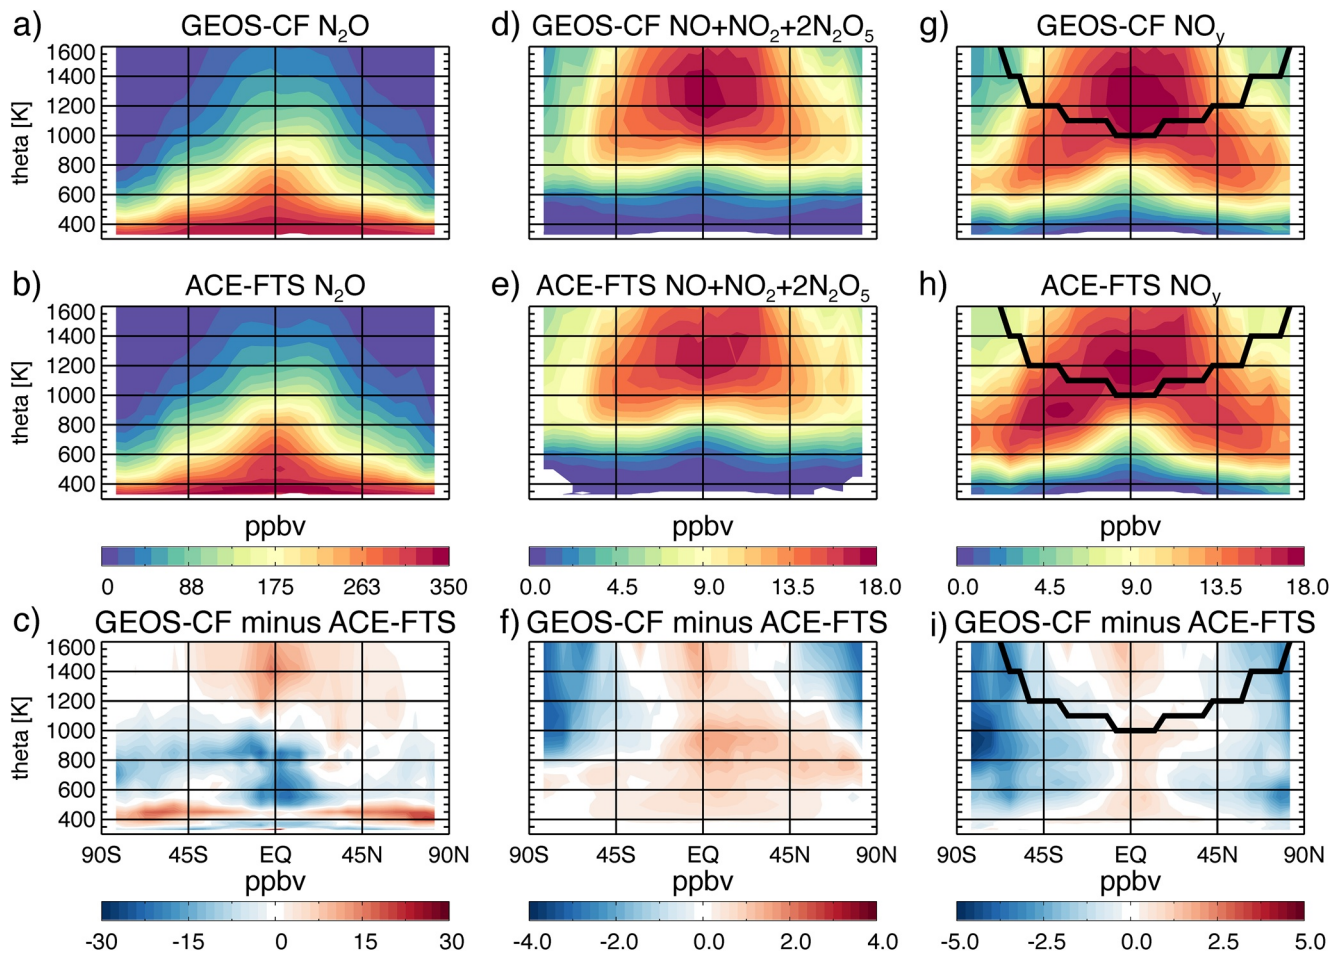 a) GEOS-CF N₂O
d) GEOS-CF NO+NO₂+2N₂O₅
g) GEOS-CF NOy
theta [K]
1600
1400
1200
1000
800
600
400
b) ACE-FTS N₂O
e) ACE-FTS NO+NO₂+2N₂O₅
h) ACE-FTS NOy
theta [K]
1600
1400
1200
1000
800
600
400
ppbv ppbv ppbv
0 88 175 263 350
0.0 4.5 9.0 13.5 18.0
0.0 4.5 9.0 13.5 18.0
c) GEOS-CF minus ACE-FTS
f) GEOS-CF minus ACE-FTS
i) GEOS-CF minus ACE-FTS
theta [K]
1600
1400
1200
1000
800
600
400
90S 45S EQ 45N 90N
90S 45S EQ 45N 90N
90S 45S EQ 45N 90N
ppbv ppbv ppbv
-30 -15 0 15 30
-4.0 -2.0 0.0 2.0 4.0
-5.0 -2.5 0.0 2.5 5.0